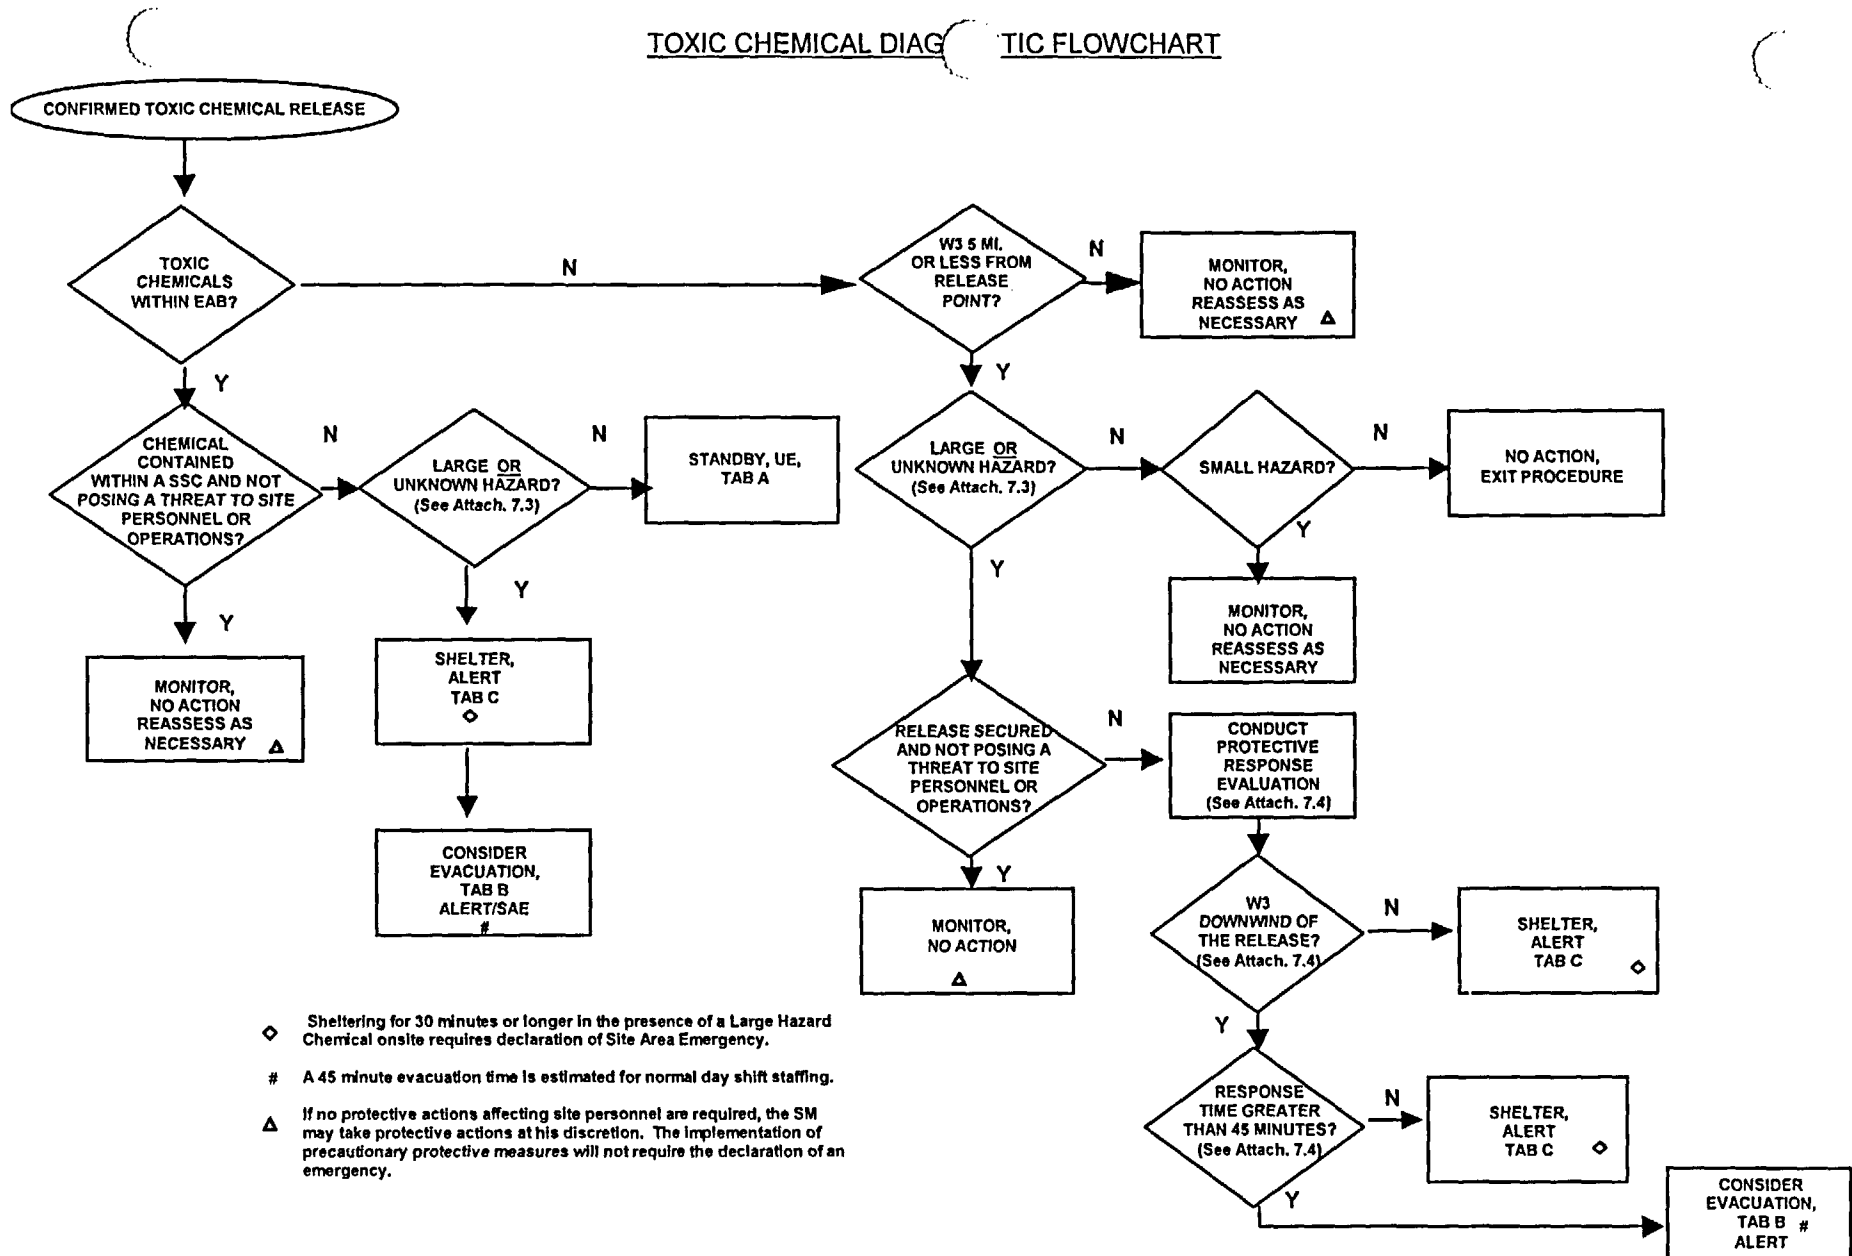 TOXIC CHEMICAL DIAG TIC FLOWCHART
CONFIRMED TOXIC CHEMICAL RELEASE
TOXIC
CHEMICALS
WITHIN EAB?
N
W3 5 MI.
OR LESS FROM
RELEASE
POINT?
N
MONITOR,
NO ACTION
REASSESS AS
NECESSARY Δ
Y
Y
CHEMICAL
CONTAINED
WITHIN A SSC AND NOT
POSING A THREAT TO SITE
PERSONNEL OR
OPERATIONS?
N
LARGE OR
UNKNOWN HAZARD?
(See Attach. 7.3)
N
STANDBY, UE,
TAB A
LARGE OR
UNKNOWN HAZARD?
(See Attach. 7.3)
N
SMALL HAZARD?
N
NO ACTION,
EXIT PROCEDURE
Y
Y
Y
Y
MONITOR,
NO ACTION
REASSESS AS
NECESSARY Δ
SHELTER,
ALERT
TAB C
◇
MONITOR,
NO ACTION
REASSESS AS
NECESSARY
RELEASE SECURED
AND NOT POSING A
THREAT TO SITE
PERSONNEL OR
OPERATIONS?
N
CONDUCT
PROTECTIVE
RESPONSE
EVALUATION
(See Attach. 7.4)
CONSIDER
EVACUATION,
TAB B
ALERT/SAE
#
Y
MONITOR,
NO ACTION
Δ
W3
DOWNWIND OF
THE RELEASE?
(See Attach. 7.4)
N
SHELTER,
ALERT
TAB C ◇
Y
◇ Sheltering for 30 minutes or longer in the presence of a Large Hazard
Chemical onsite requires declaration of Site Area Emergency.
# A 45 minute evacuation time is estimated for normal day shift staffing.
Δ If no protective actions affecting site personnel are required, the SM
may take protective actions at his discretion. The implementation of
precautionary protective measures will not require the declaration of an
emergency.
RESPONSE
TIME GREATER
THAN 45 MINUTES?
(See Attach. 7.4)
N
SHELTER,
ALERT
TAB C ◇
Y
CONSIDER
EVACUATION,
TAB B #
ALERT